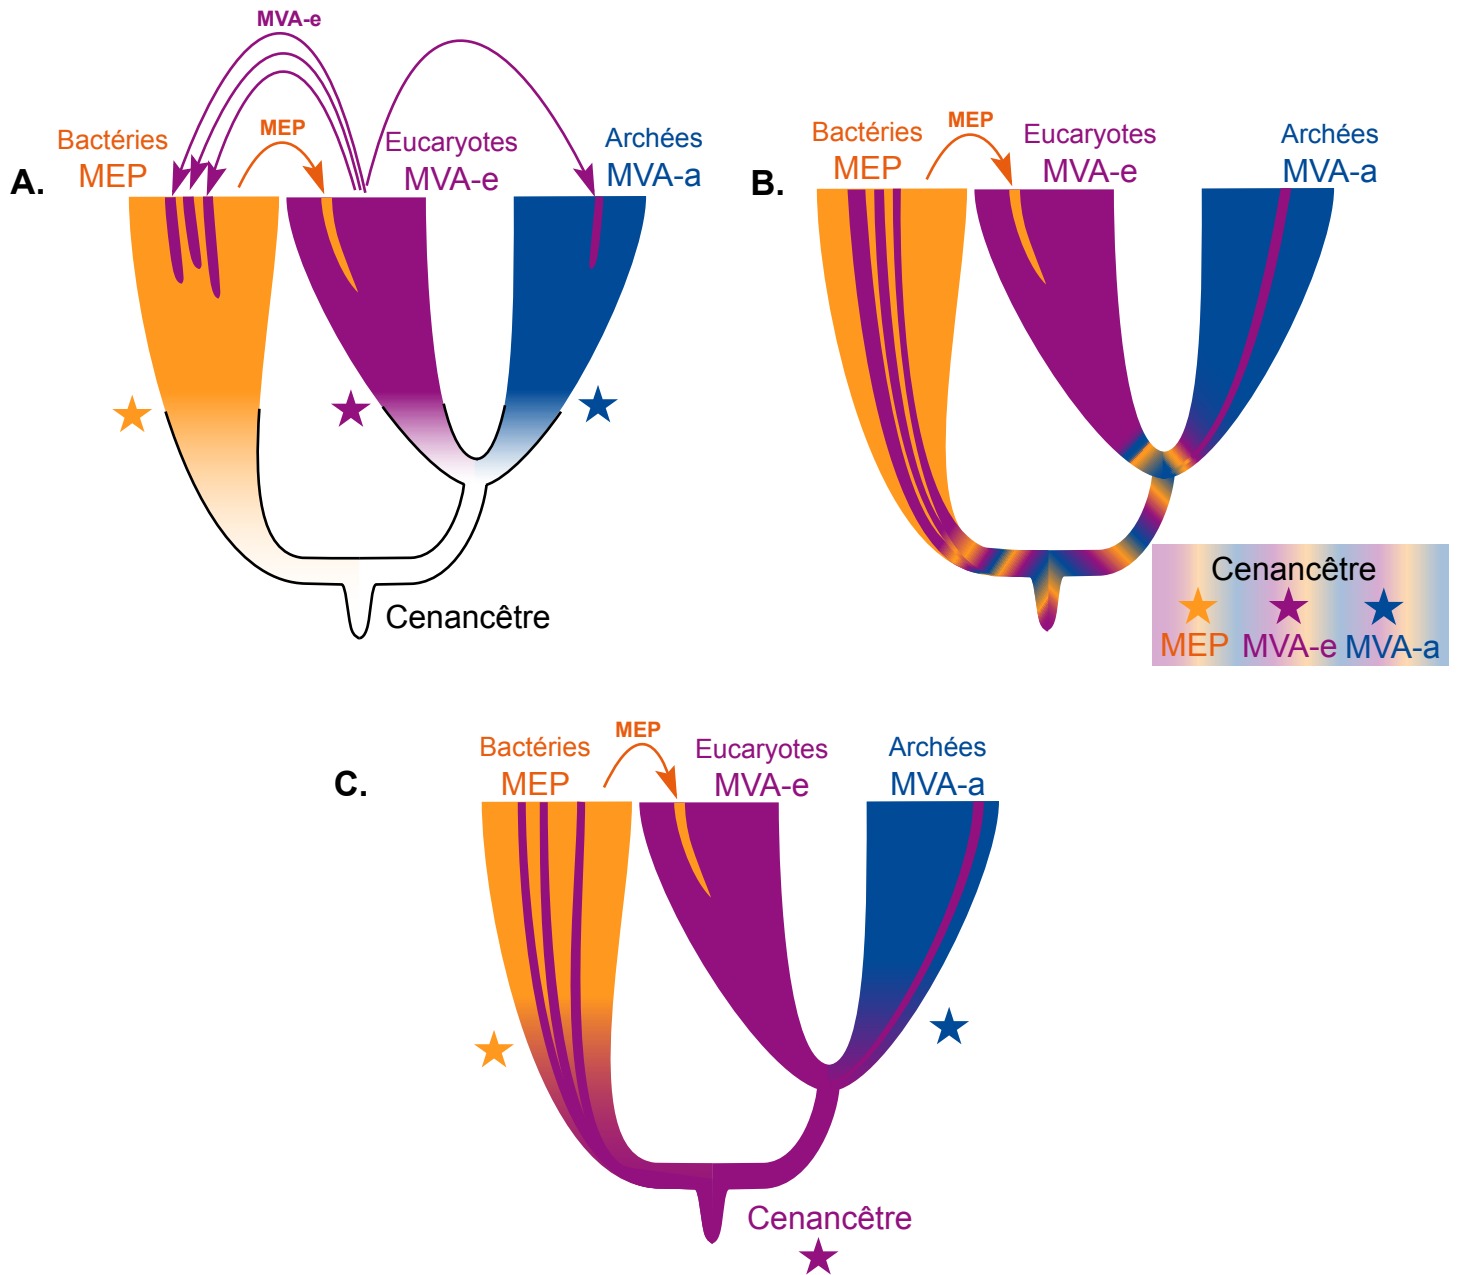 A.
MVA-e
MEP
Bactéries
MEP
Eucaryotes
MVA-e
Archées
MVA-a
Cenancêtre
B.
Bactéries
MEP
MEP
Eucaryotes
MVA-e
Archées
MVA-a
Cenancêtre
MEP MVA-e MVA-a
C.
Bactéries
MEP
MEP
Eucaryotes
MVA-e
Archées
MVA-a
Cenancêtre